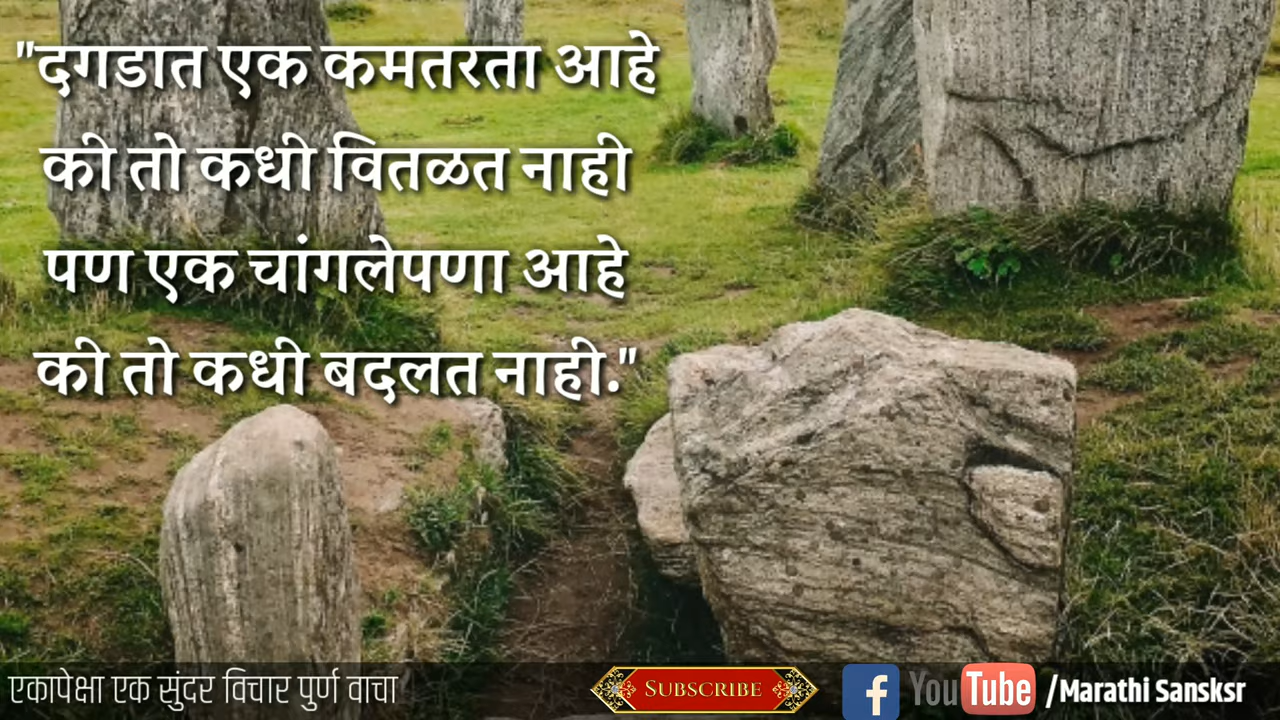 "दगडात एक कमतरता आहे
की तो कधी वितळत नाही
पण एक चांगलेपणा आहे
की तो कधी बदलत नाही."
एकापेक्षा एक सुंदर विचार पुर्ण वाचा
SUBSCRIBE
f YouTube /Marathi Sansksr